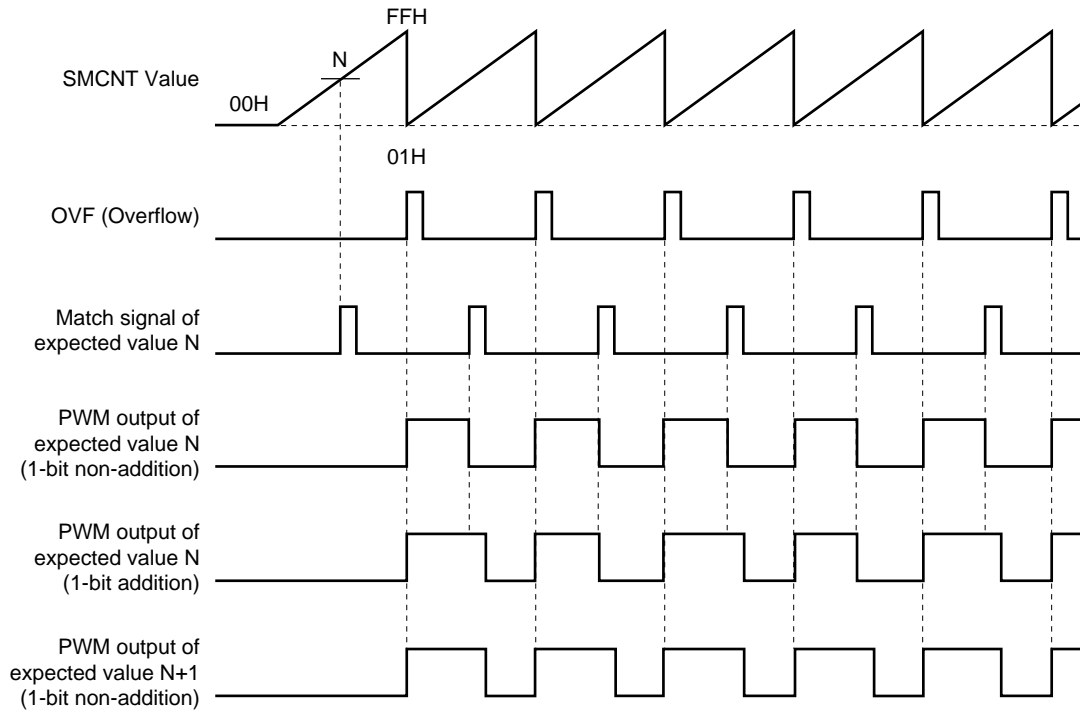 FFH
N
SMCNT Value
00H
01H
OVF (Overflow)
Match signal of
expected value N
PWM output of
expected value N
(1-bit non-addition)
PWM output of
expected value N
(1-bit addition)
PWM output of
expected value N+1
(1-bit non-addition)